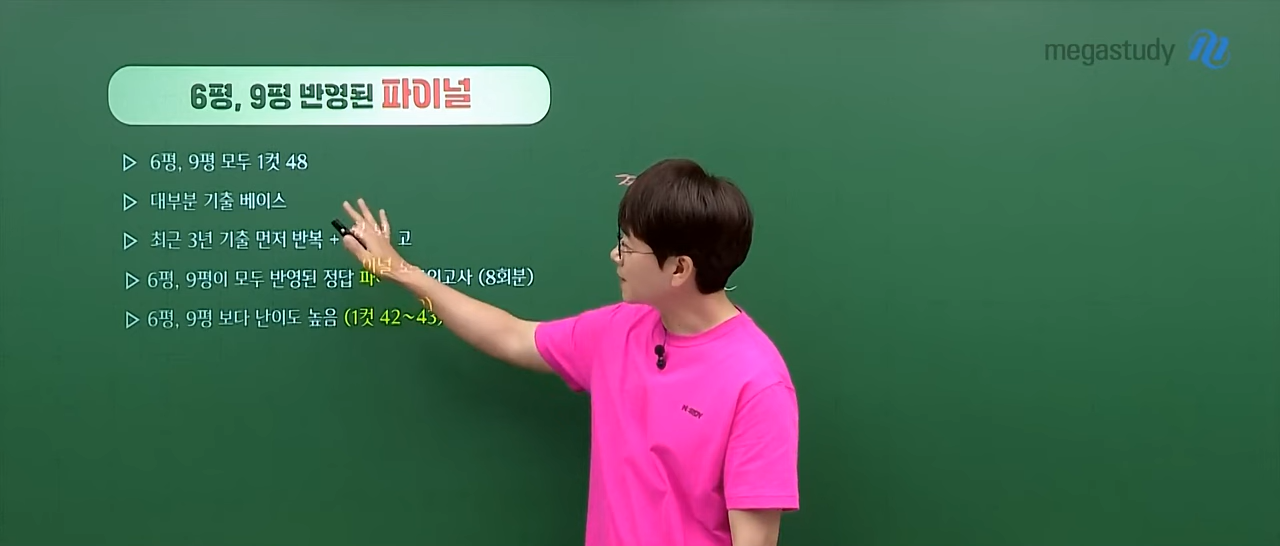 megastudy
6평, 9평 반영된 파이널
▷ 6평, 9평 모두 1컷 48
▷ 대부분 기출 베이스
▷ 최근 3년 기출 먼저 반복 + 고
▷ 6평, 9평이 모두 반영된 정답 (8회분)
▷ 6평, 9평 보다 난이도 높음 (1컷 42~43)